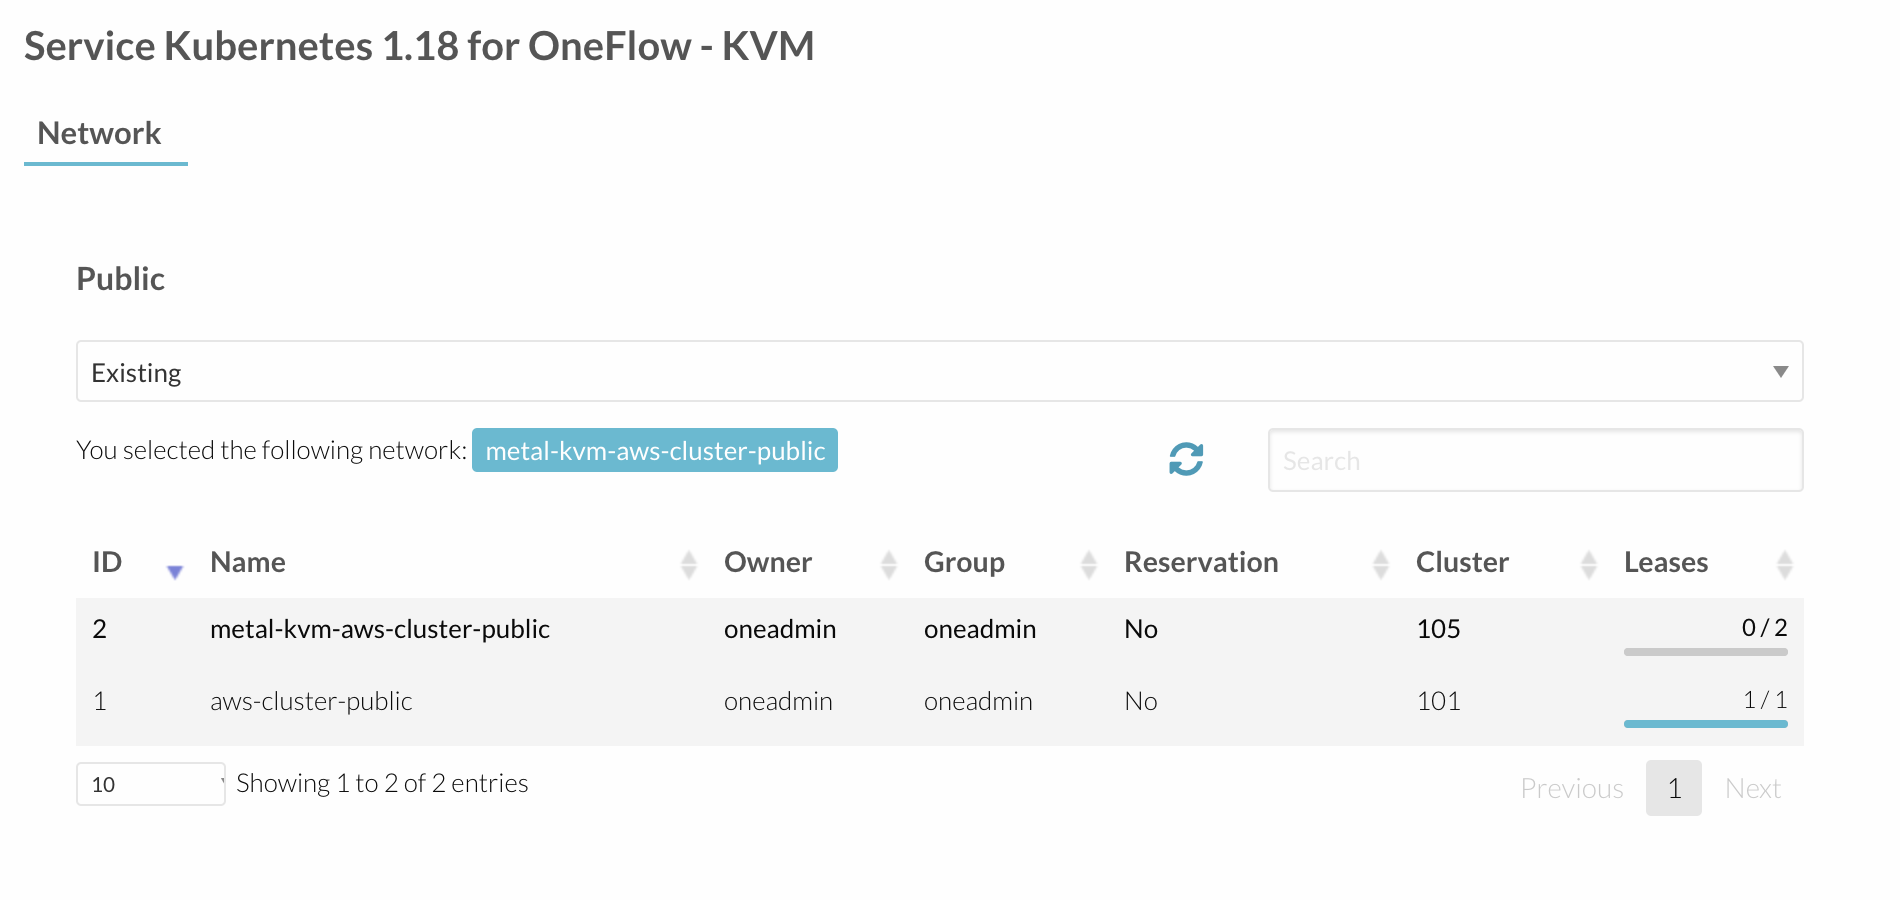 Service Kubernetes 1.18 for OneFlow - KVM
Network
Public
Existing
You selected the following network: metal-kvm-aws-cluster-public
Search
ID Name Owner Group Reservation Cluster Leases
2 metal-kvm-aws-cluster-public oneadmin oneadmin No 105 0 / 2
1 aws-cluster-public oneadmin oneadmin No 101 1 / 1
10 Showing 1 to 2 of 2 entries
Previous 1 Next